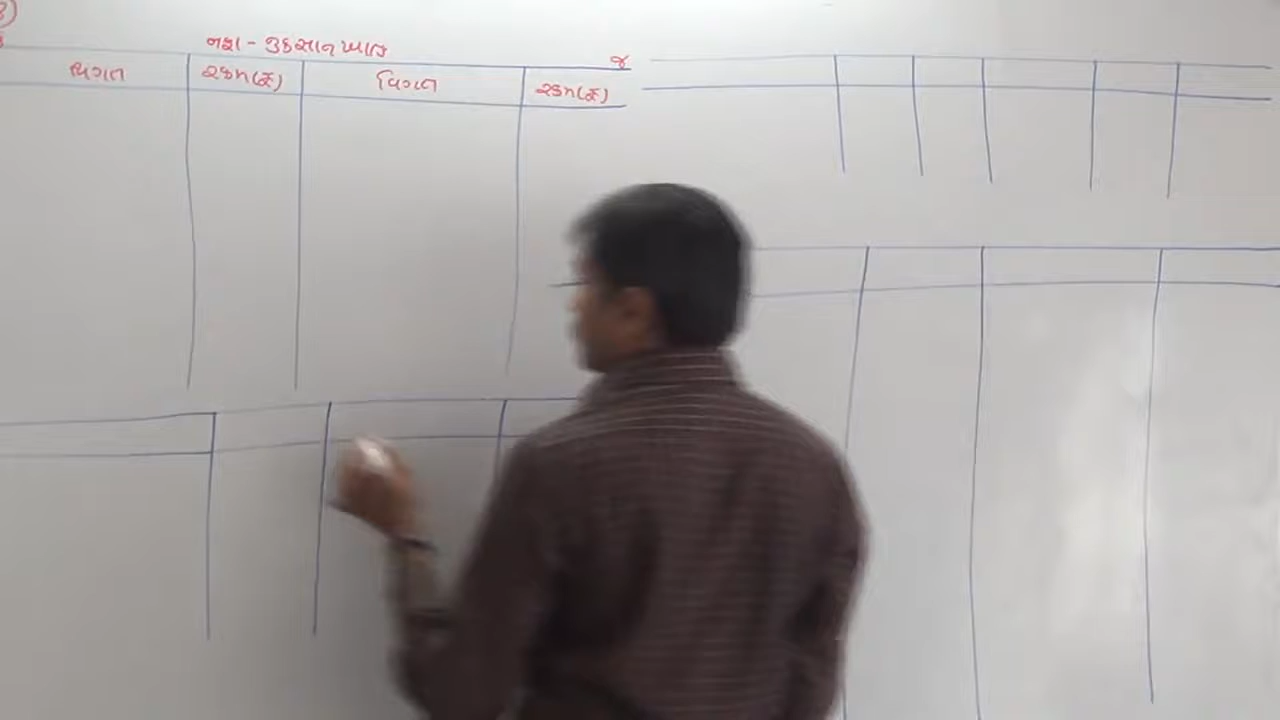 નફા - નુકસાન ખાતું
જ
વિગત રકમ(₹) વિગત રકમ(₹)